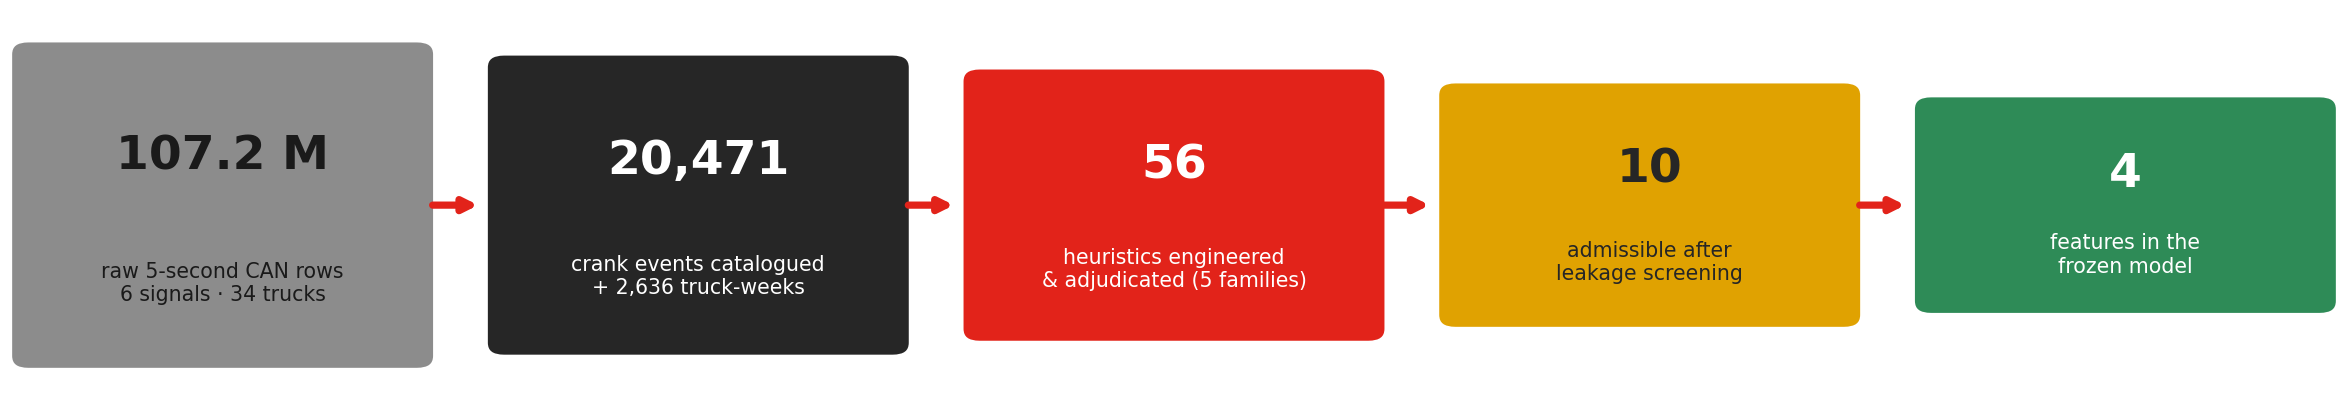 107.2 M
raw 5-second CAN rows
6 signals · 34 trucks
20,471
crank events catalogued
+ 2,636 truck-weeks
56
heuristics engineered
& adjudicated (5 families)
10
admissible after
leakage screening
4
features in the
frozen model